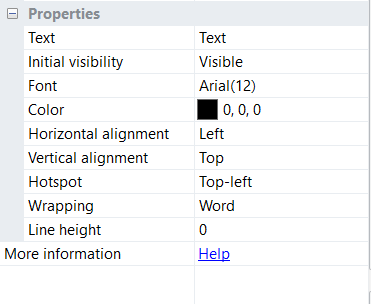 Properties
Text Text
Initial visibility Visible
Font Arial(12)
Color 0, 0, 0
Horizontal alignment Left
Vertical alignment Top
Hotspot Top-left
Wrapping Word
Line height 0
More information Help